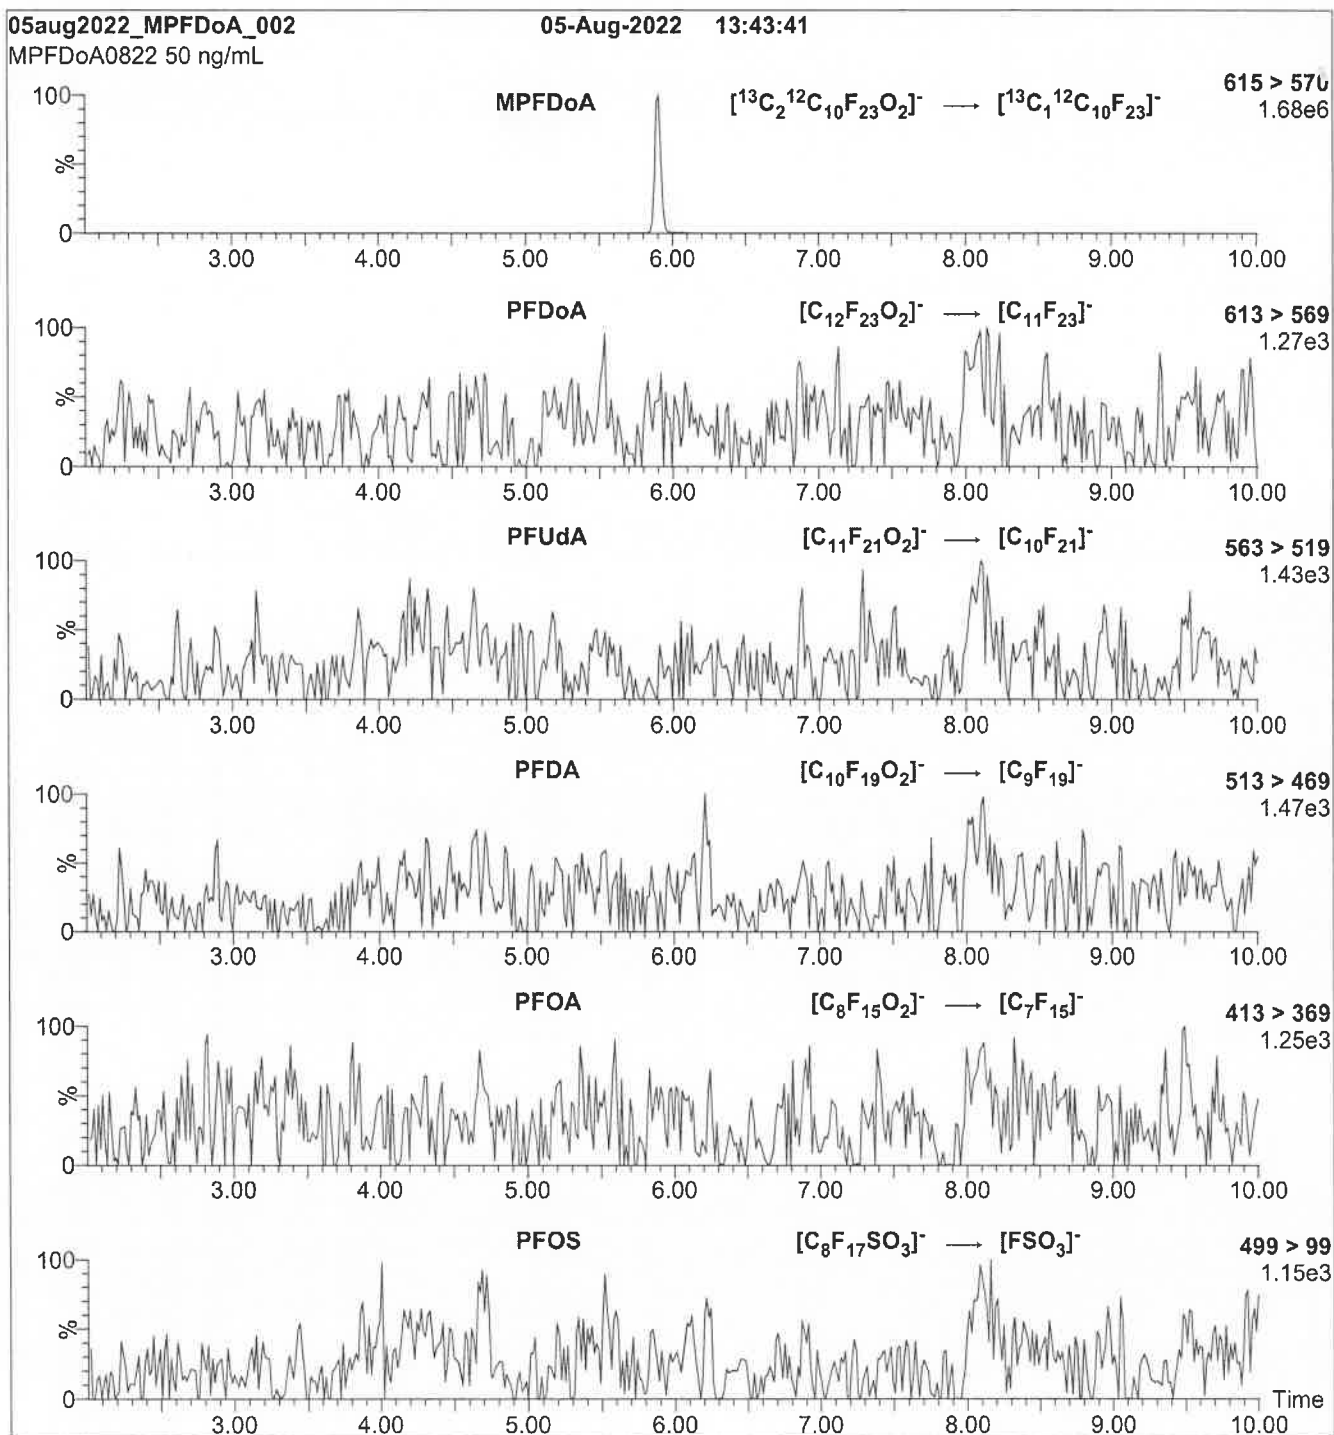 05aug2022_MPFDoA_002 05-Aug-2022 13:43:41
MPFDoA0822 50 ng/mL
615 > 570
MPFDoA [¹³C₂¹²C₁₀F₂₃O₂]⁻ → [¹³C₁¹²C₁₀F₂₃]⁻ 1.68e6
100
%
0
3.00 4.00 5.00 6.00 7.00 8.00 9.00 10.00
PFDoA [C₁₂F₂₃O₂]⁻ → [C₁₁F₂₃]⁻ 613 > 569
1.27e3
100
%
0
3.00 4.00 5.00 6.00 7.00 8.00 9.00 10.00
PFUdA [C₁₁F₂₁O₂]⁻ → [C₁₀F₂₁]⁻ 563 > 519
1.43e3
100
%
0
3.00 4.00 5.00 6.00 7.00 8.00 9.00 10.00
PFDA [C₁₀F₁₉O₂]⁻ → [C₉F₁₉]⁻ 513 > 469
1.47e3
100
%
0
3.00 4.00 5.00 6.00 7.00 8.00 9.00 10.00
PFOA [C₈F₁₅O₂]⁻ → [C₇F₁₅]⁻ 413 > 369
1.25e3
100
%
0
3.00 4.00 5.00 6.00 7.00 8.00 9.00 10.00
PFOS [C₈F₁₇SO₃]⁻ → [FSO₃]⁻ 499 > 99
1.15e3
100
%
0
Time
3.00 4.00 5.00 6.00 7.00 8.00 9.00 10.00